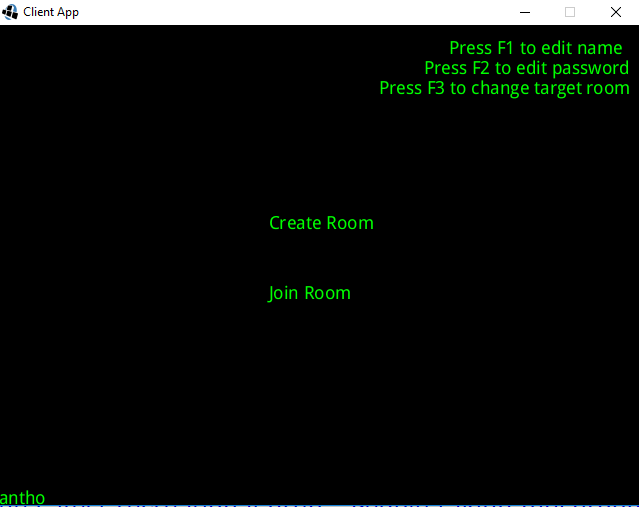 Client App
Press F1 to edit name
Press F2 to edit password
Press F3 to change target room
Create Room
Join Room
antho